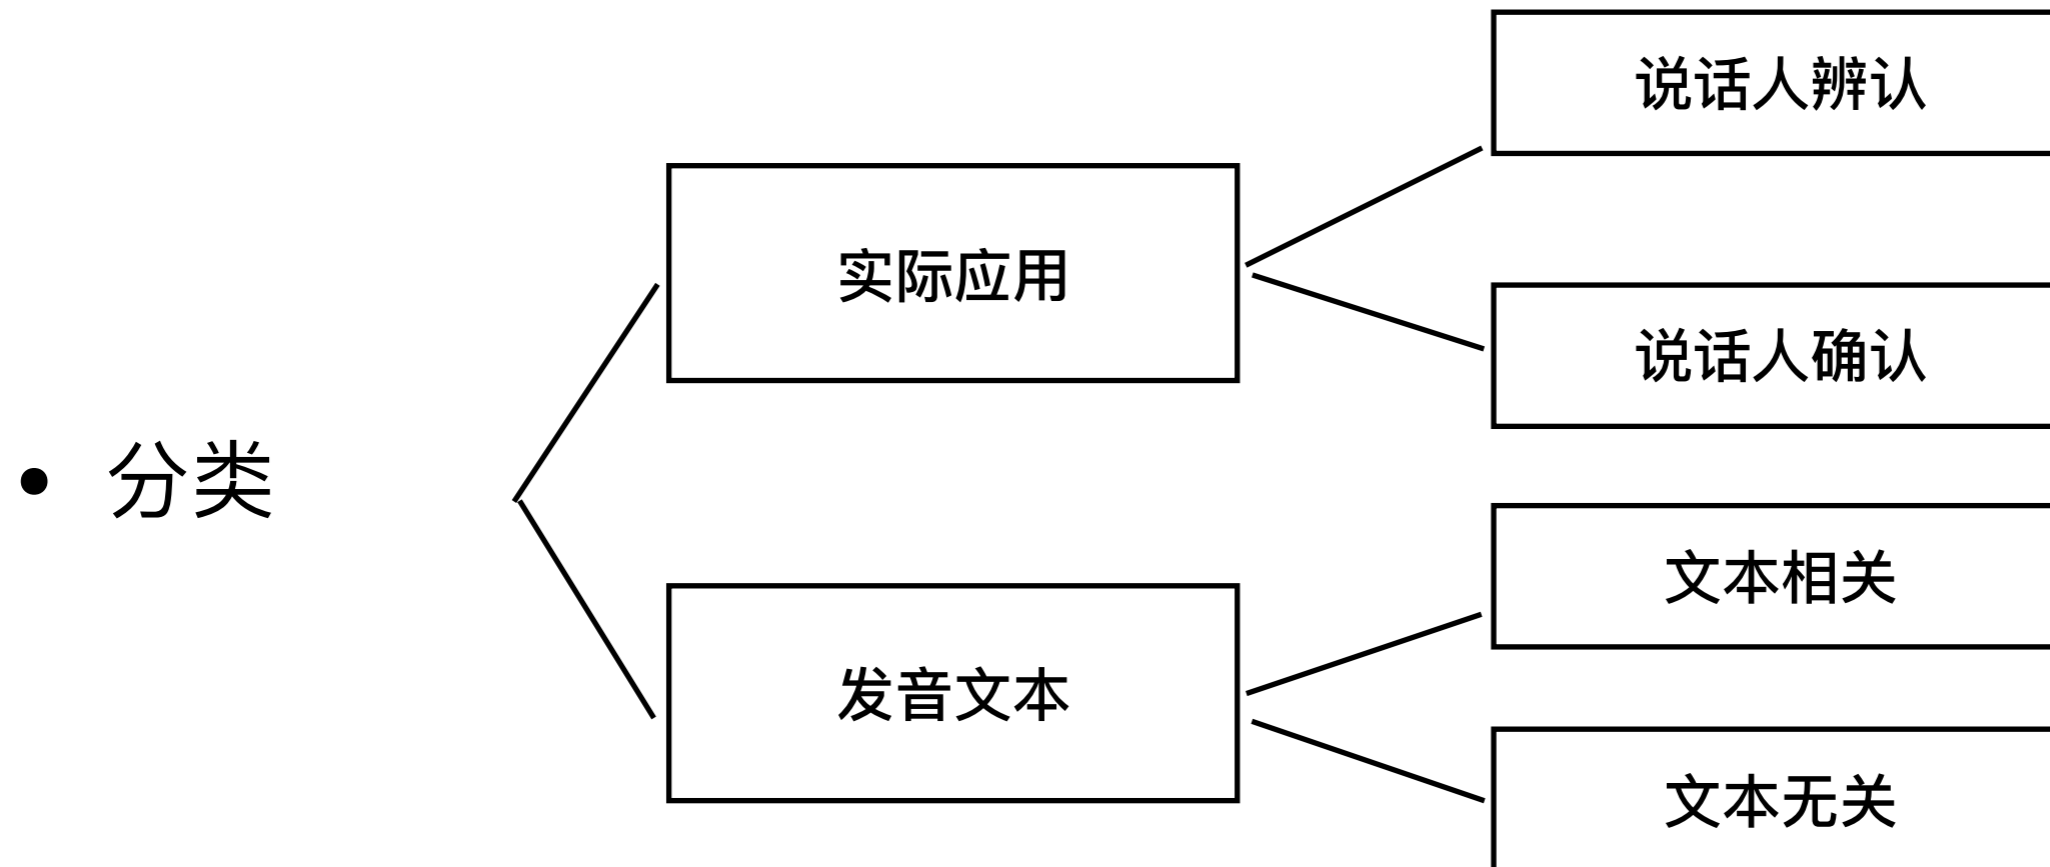 说话人辨认
实际应用
说话人确认
• 分类
文本相关
发音文本
文本无关